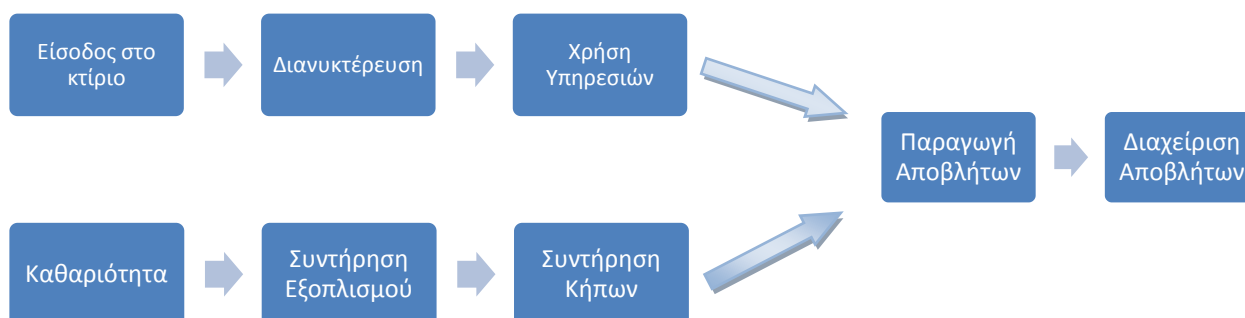 Είσοδος στο
κτίριο
Διανυκτέρευση
Χρήση
Υπηρεσιών
Παραγωγή
Αποβλήτων
Διαχείριση
Αποβλήτων
Καθαριότητα
Συντήρηση
Εξοπλισμού
Συντήρηση
Κήπων